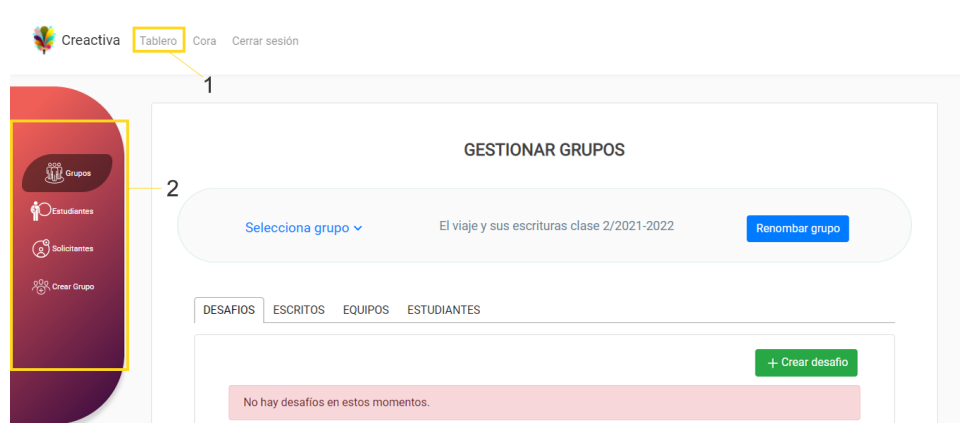 Creactiva Tablero Cora Cerrar sesión
1
GESTIONAR GRUPOS
Grupos
2
Estudiantes
Selecciona grupo El viaje y sus escrituras clase 2/2021-2022 Renombar grupo
Solicitantes
Crear Grupo
DESAFIOS ESCRITOS EQUIPOS ESTUDIANTES
+ Crear desafio
No hay desafíos en estos momentos.